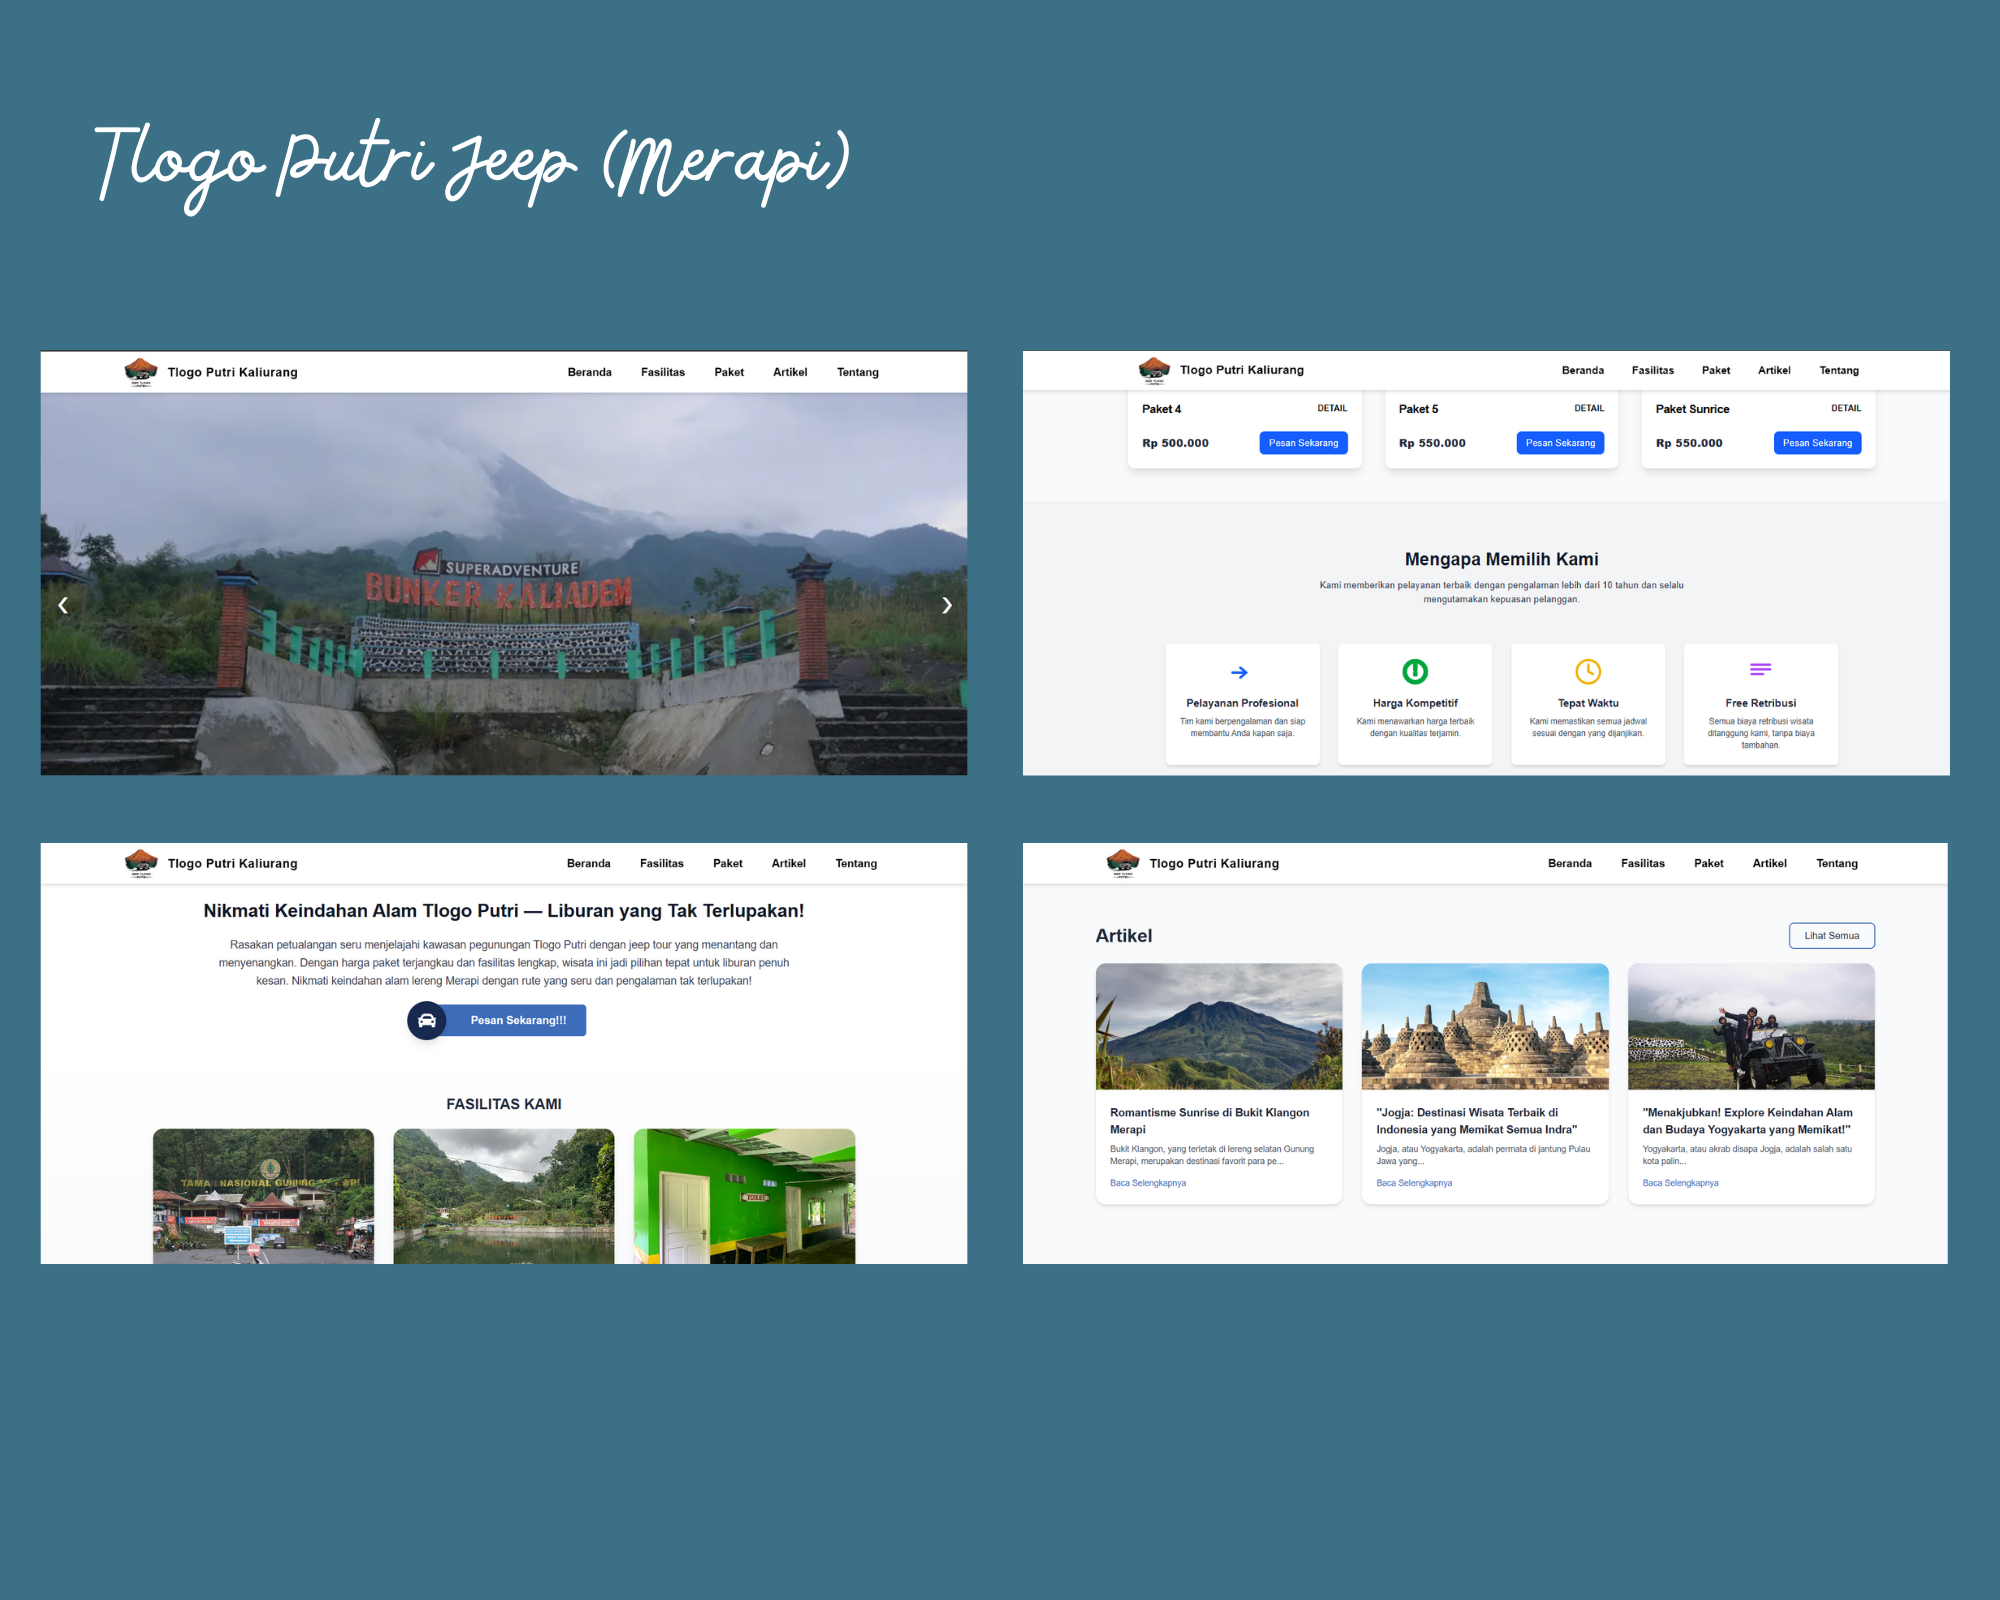 Tlogo Putri Jeep (Merapi)
Tlogo Putri Kaliurang
Beranda Fasilitas Paket Artikel Tentang
SUPERADVENTURE
BUNKER KALIADEM
Tlogo Putri Kaliurang
Beranda Fasilitas Paket Artikel Tentang
Paket 4 DETAIL
Rp 500.000 Pesan Sekarang
Paket 5 DETAIL
Rp 550.000 Pesan Sekarang
Paket Sunrice DETAIL
Rp 550.000 Pesan Sekarang
Mengapa Memilih Kami
Kami memberikan pelayanan terbaik dengan pengalaman lebih dari 10 tahun dan selalu
mengutamakan kepuasan pelanggan.
Pelayanan Profesional
Tim kami berpengalaman dan siap
membantu Anda kapan saja.
Harga Kompetitif
Kami menawarkan harga terbaik
dengan kualitas terjamin.
Tepat Waktu
Kami memastikan semua jadwal
sesuai dengan yang dijanjikan.
Free Retribusi
Semua biaya retribusi wisata
ditanggung kami, tanpa biaya
tambahan.
Tlogo Putri Kaliurang
Beranda Fasilitas Paket Artikel Tentang
Nikmati Keindahan Alam Tlogo Putri — Liburan yang Tak Terlupakan!
Rasakan petualangan seru menjelajahi kawasan pegunungan Tlogo Putri dengan jeep tour yang menantang dan
menyenangkan. Dengan harga paket terjangkau dan fasilitas lengkap, wisata ini jadi pilihan tepat untuk liburan penuh
kesan. Nikmati keindahan alam lereng Merapi dengan rute yang seru dan pengalaman tak terlupakan!
Pesan Sekarang!!!
FASILITAS KAMI
TAMA NASIONAL GUNUNG
Tlogo Putri Kaliurang
Beranda Fasilitas Paket Artikel Tentang
Artikel
Lihat Semua
Romantisme Sunrise di Bukit Klangon
Merapi
Bukit Klangon, yang terletak di lereng selatan Gunung
Merapi, merupakan destinasi favorit para pe...
Baca Selengkapnya
"Jogja: Destinasi Wisata Terbaik di
Indonesia yang Memikat Semua Indra"
Jogja, atau Yogyakarta, adalah permata di jantung Pulau
Jawa yang...
Baca Selengkapnya
"Menakjubkan! Explore Keindahan Alam
dan Budaya Yogyakarta yang Memikat!"
Yogyakarta, atau akrab disapa Jogja, adalah salah satu
kota palin...
Baca Selengkapnya